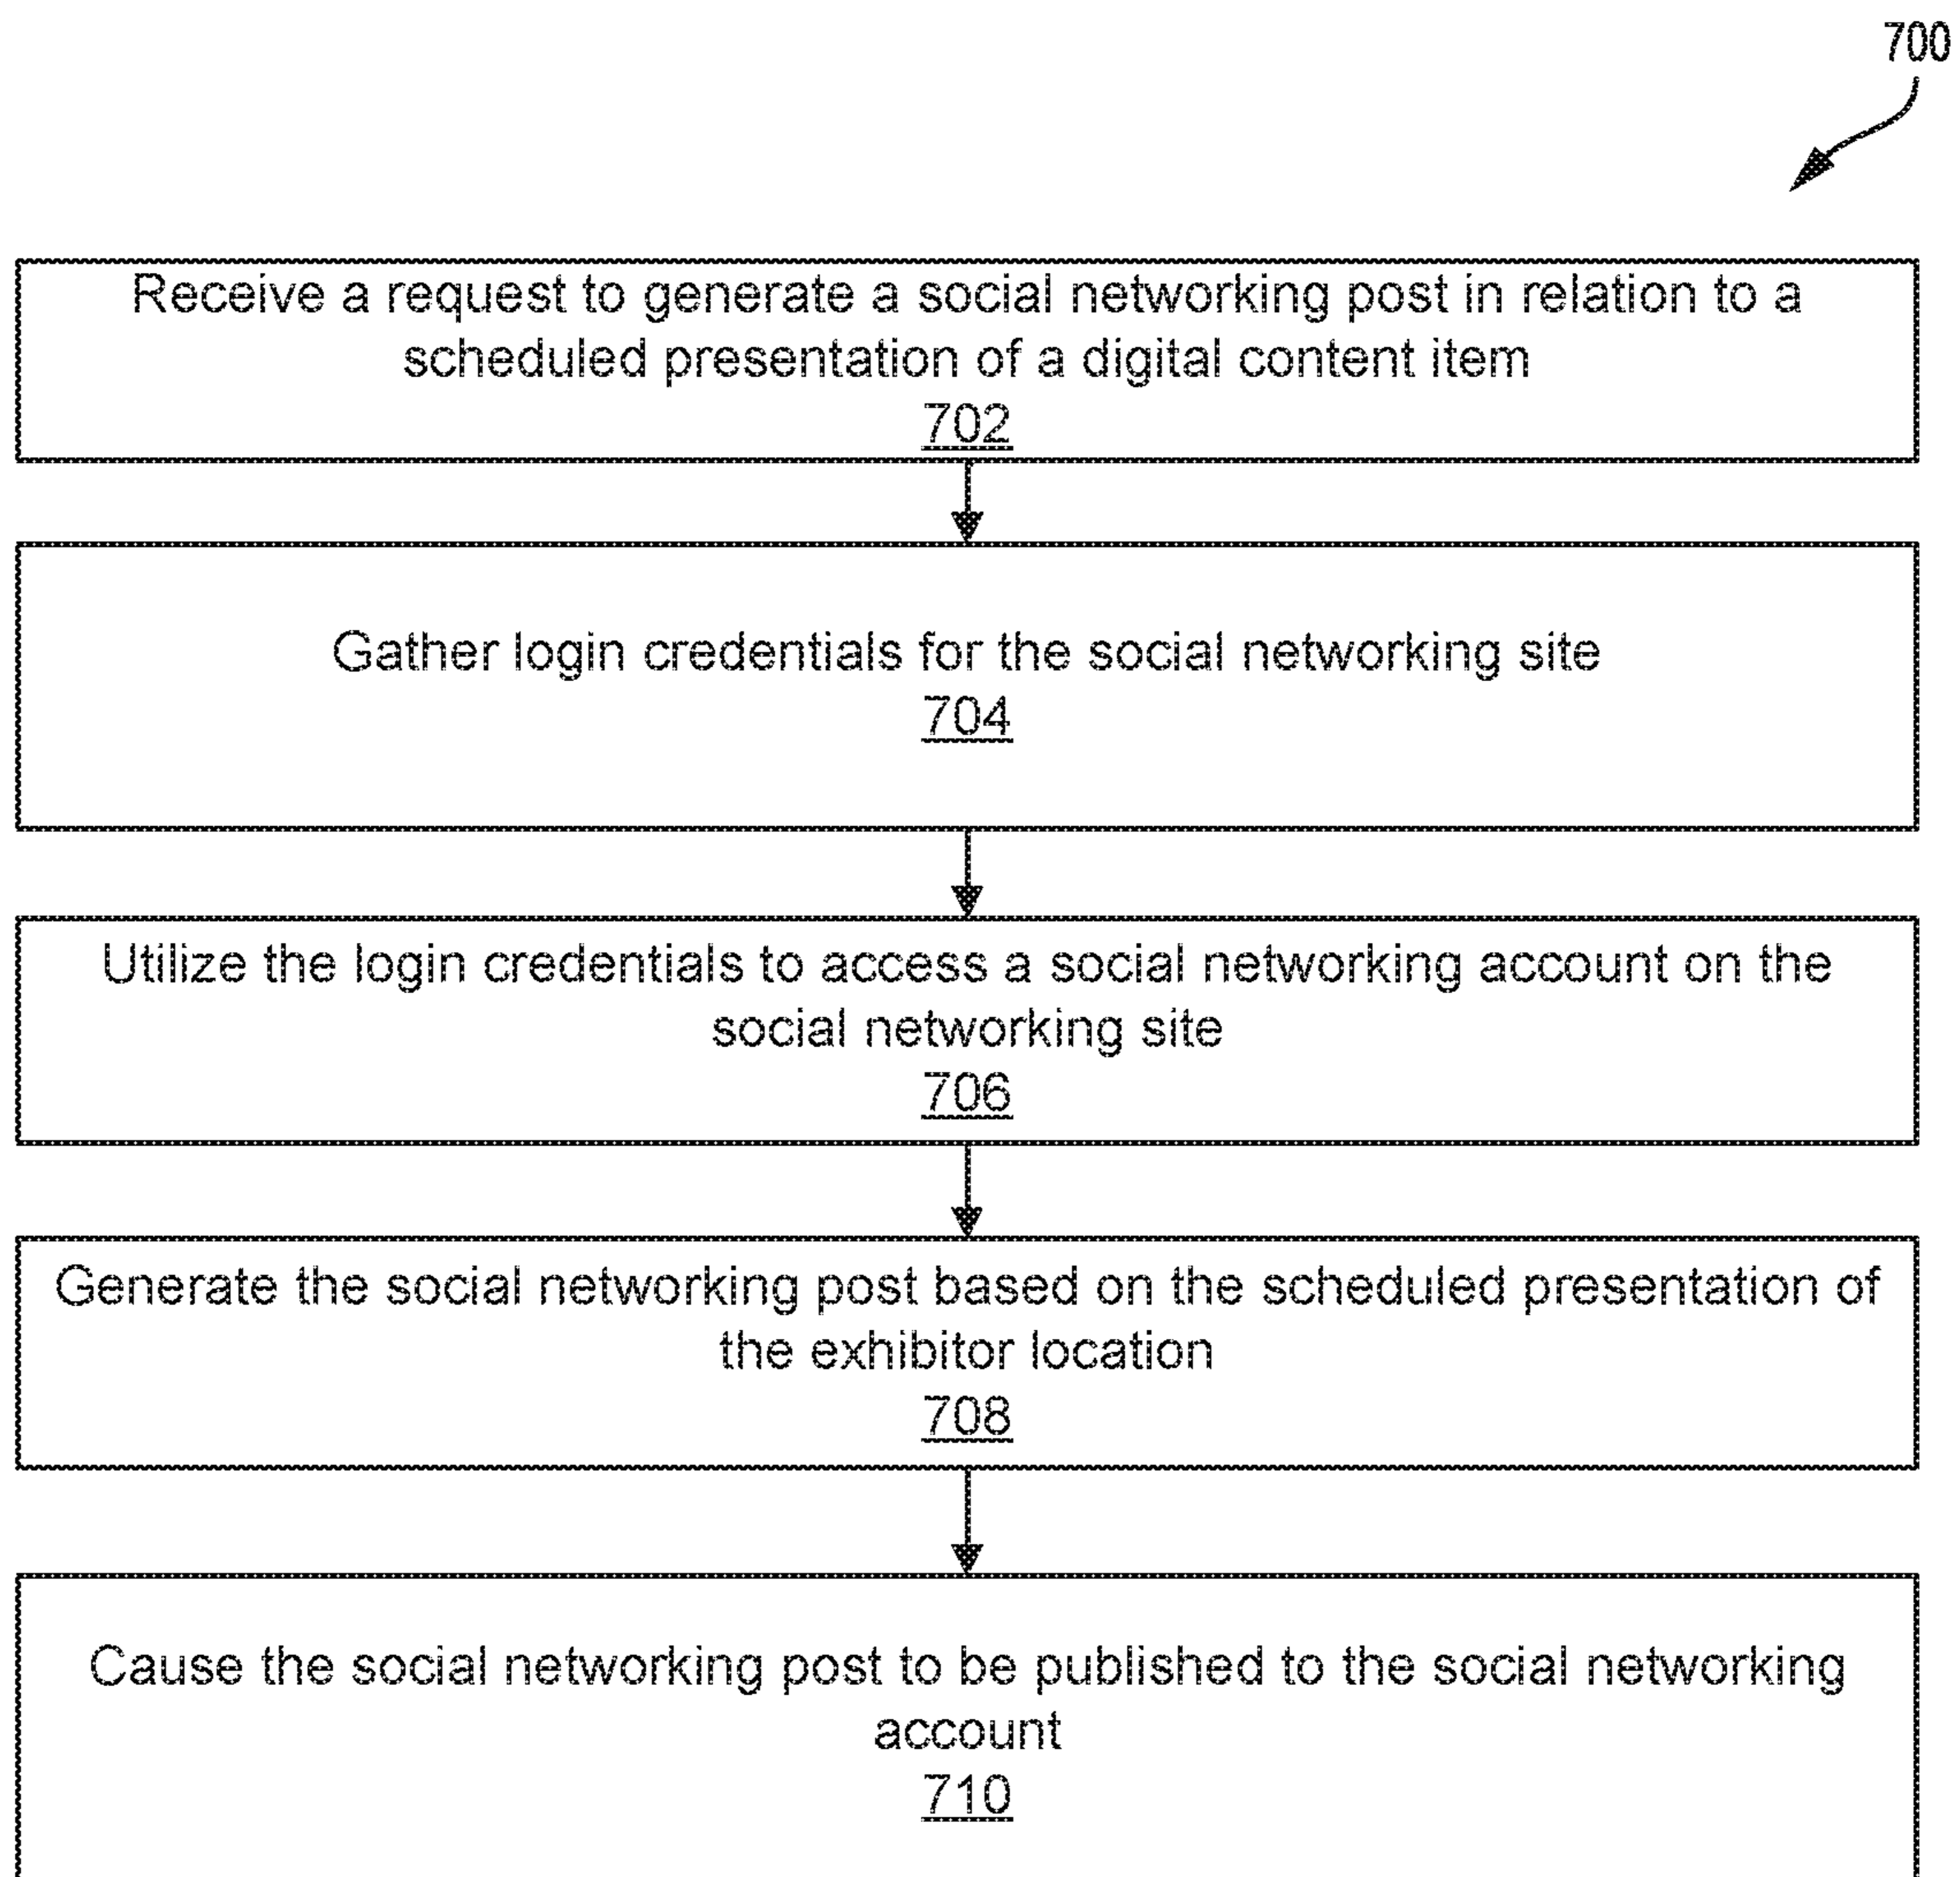 700
Receive a request to generate a social networking post in relation to a
scheduled presentation of a digital content item
702
Gather login credentials for the social networking site
704
Utilize the login credentials to access a social networking account on the
social networking site
706
Generate the social networking post based on the scheduled presentation of
the exhibitor location
708
Cause the social networking post to be published to the social networking
account
710